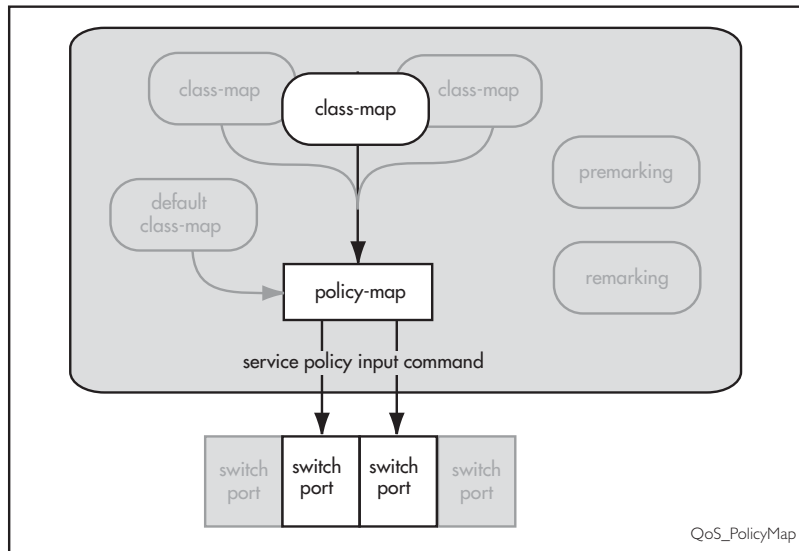 class-map
class-map
class-map
premarking
default
class-map
remarking
policy-map
service policy input command
switch
port
switch
port
switch
port
switch
port
QoS_PolicyMap